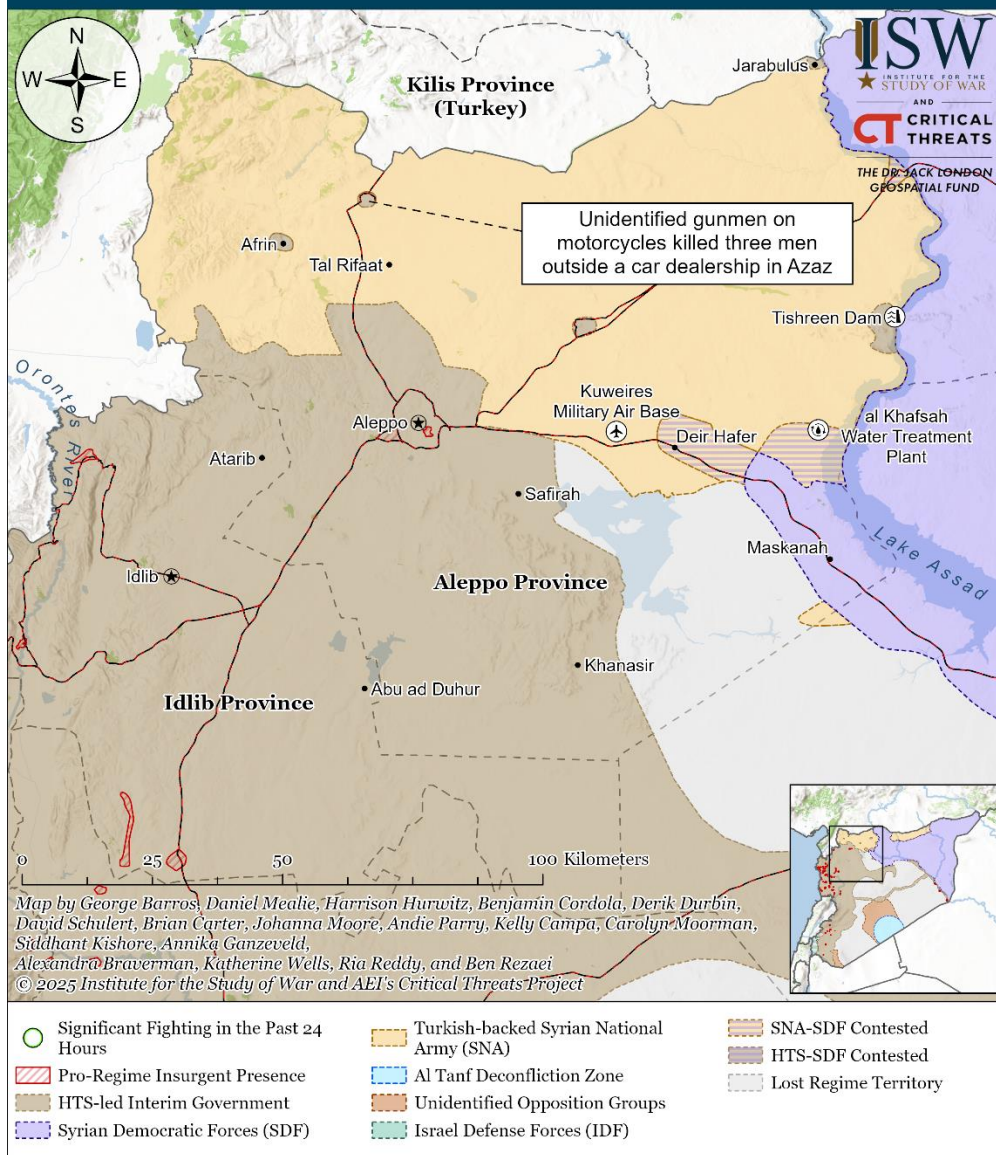 N
W
E
S
Kilis Province
(Turkey)
Jarabulus
ISW
INSTITUTE FOR THE
STUDY OF WAR
AND
CT CRITICAL
THREATS
THE DR. JACK LONDON
GEOSPATIAL FUND
Unidentified gunmen on
motorcycles killed three men
outside a car dealership in Azaz
Afrin
Tal Rifaat
Tishreen Dam
Orontes
River
Kuweires
Military Air Base
al Khafsah
Water Treatment
Plant
Aleppo
Deir Hafer
Atarib
Safirah
Maskanah
Lake Assad
Idlib
Aleppo Province
Khanasir
Abu ad Duhur
Idlib Province
0
25
50
100 Kilometers
Map by George Barros, Daniel Mealie, Harrison Hurwitz, Benjamin Cordola, Derik Durbin,
David Schulert, Brian Carter, Johanna Moore, Andie Parry, Kelly Campa, Carolyn Moorman,
Siddhant Kishore, Annika Ganzeveld,
Alexandra Braverman, Katherine Wells, Ria Reddy, and Ben Rezaei
© 2025 Institute for the Study of War and AEI's Critical Threats Project
Significant Fighting in the Past 24
Hours
Pro-Regime Insurgent Presence
HTS-led Interim Government
Syrian Democratic Forces (SDF)
Turkish-backed Syrian National
Army (SNA)
Al Tanf Deconfliction Zone
Unidentified Opposition Groups
Israel Defense Forces (IDF)
SNA-SDF Contested
HTS-SDF Contested
Lost Regime Territory